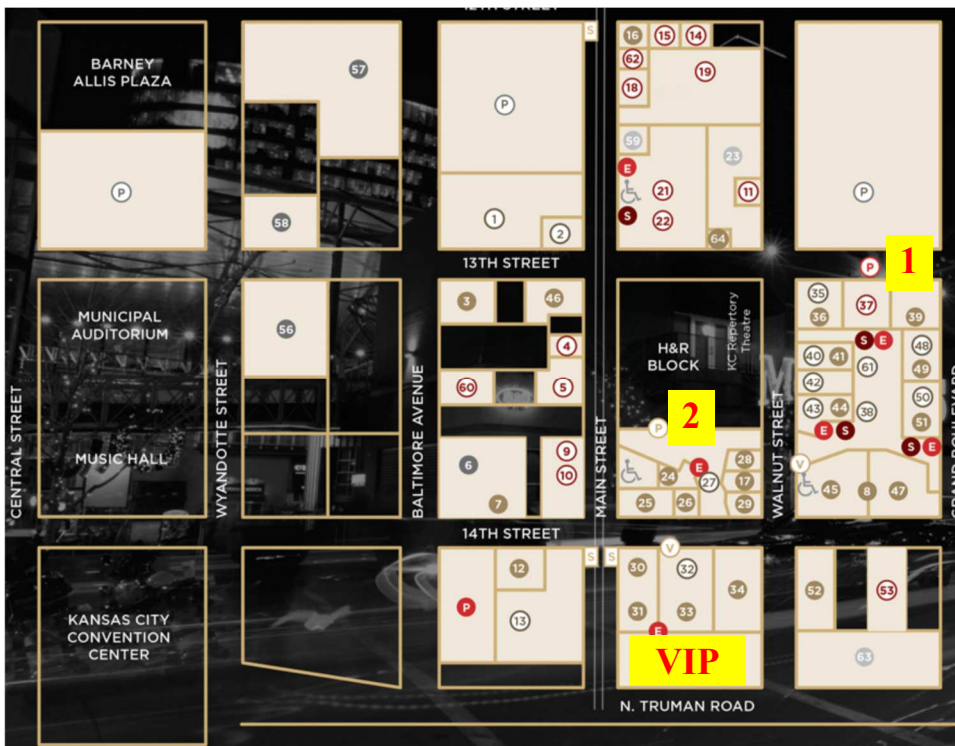 12TH STREET
BARNEY
ALLIS PLAZA
P
57
58
P
1
2
S
16
15
14
62
18
19
59
E
S
21
22
23
11
64
P
13TH STREET
P
1
MUNICIPAL
AUDITORIUM
MUSIC HALL
56
3
46
4
60
5
6
7
9
10
H&R
BLOCK
KC Repertory
Theatre
P
2
E
24
27
28
17
25
26
29
35
36
37
39
S
E
40
41
61
48
49
42
43
44
38
50
51
E
S
S
E
V
45
8
47
CENTRAL STREET
WYANDOTTE STREET
BALTIMORE AVENUE
MAIN STREET
WALNUT STREET
14TH STREET
KANSAS CITY
CONVENTION
CENTER
P
12
13
S
S
V
30
32
31
33
34
E
VIP
52
53
63
N. TRUMAN ROAD